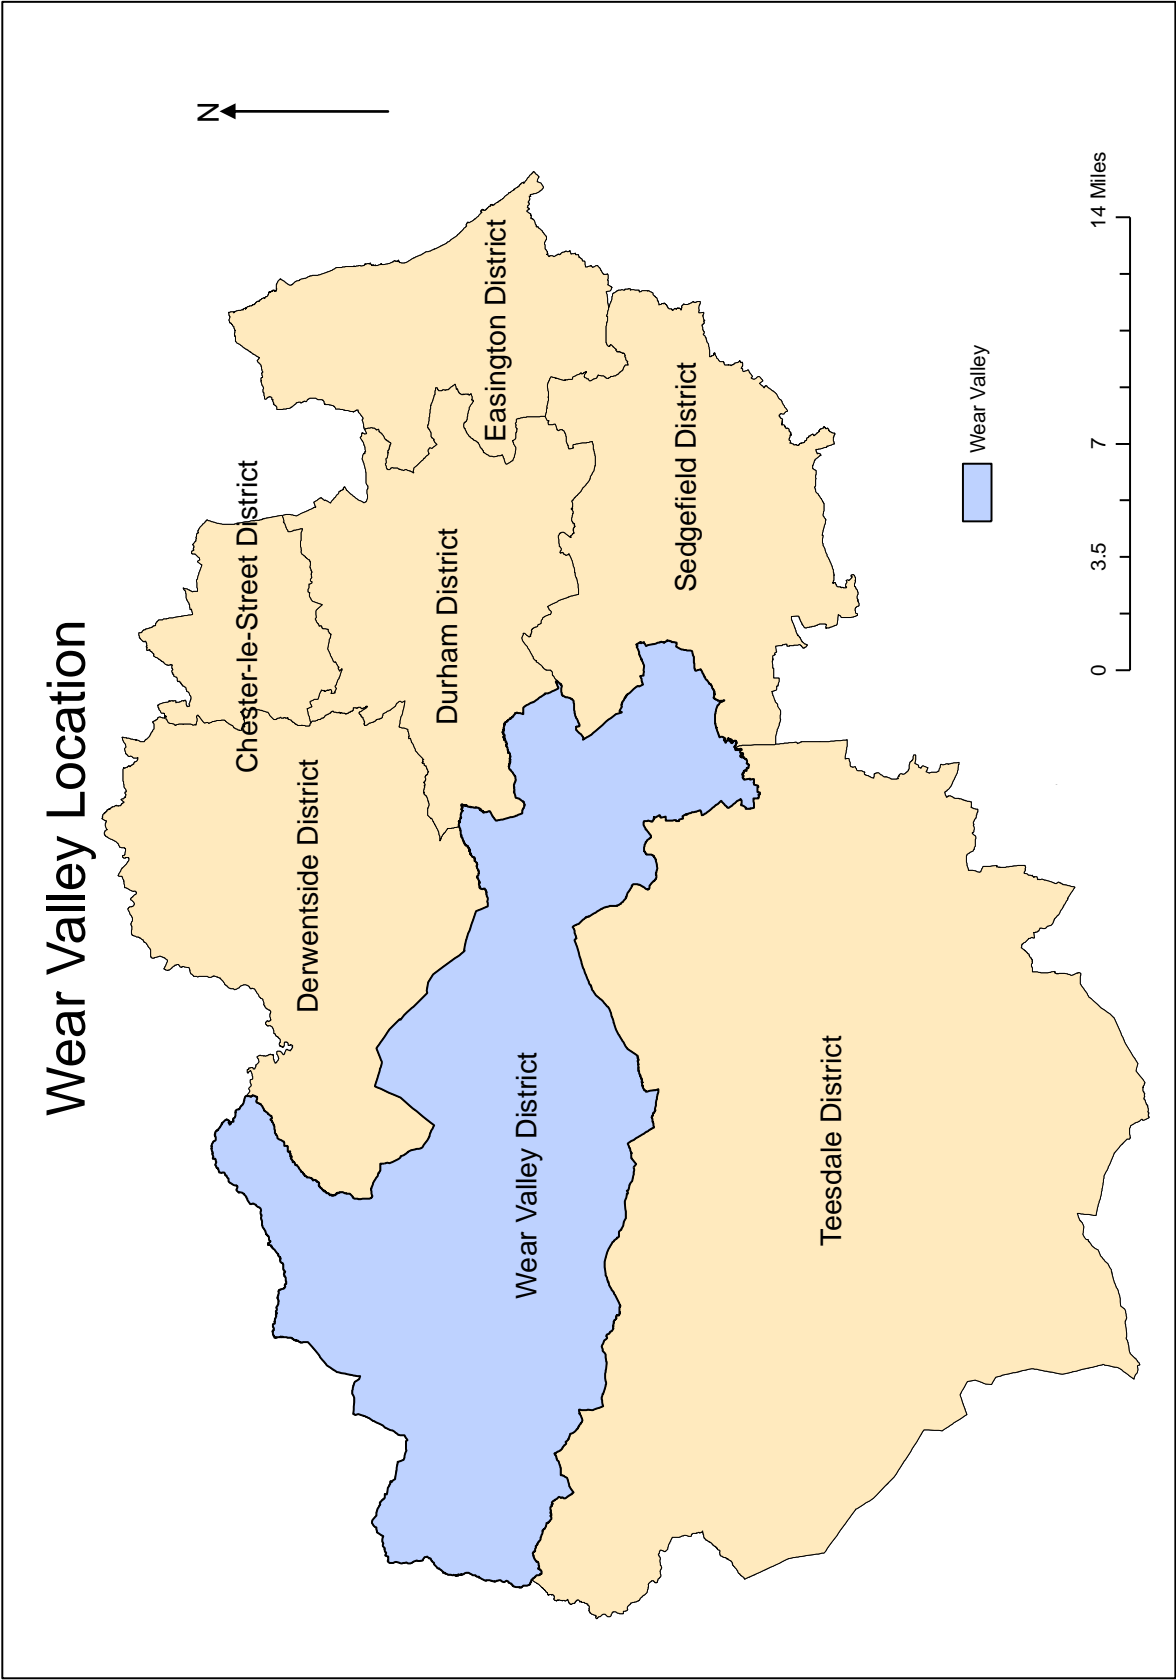 Wear Valley Location
N
Chester-le-Street District
Derwentside District
Durham District
Easington District
Wear Valley District
Sedgefield District
Teesdale District
Wear Valley
0 3.5 7 14 Miles